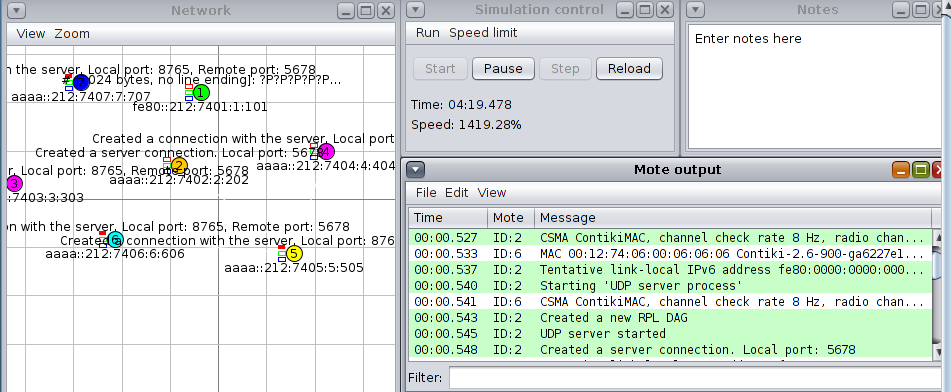 Network
View Zoom
n the server, Local port: 8765, Remote port: 5678
024 bytes, no line ending]: ?P?P?P?P?P...
aaaa::212:7407:7:707
1
fe80::212:7401:1:101
Created a connection with the server, Local port
Created a server connection. Local port: 567
4
r, Local port: 8765, Remote port: 5678
2
aaaa::212:7404:4:404
aaaa::212:7402:2:202
3
:7403:3:303
on with the server, Local port: 8765, Remote port: 5678
6
Created a connection with the server, Local port: 876
aaaa::212:7406:6:606
5
aaaa::212:7405:5:505
Simulation control
Run Speed limit
Start Pause Step Reload
Time: 04:19.478
Speed: 1419.28%
Notes
Enter notes here
Mote output
File Edit View
Time Mote Message
00:00.527 ID:2 CSMA ContikiMAC, channel check rate 8 Hz, radio chan...
00:00.533 ID:6 MAC 00:12:74:06:00:06:06:06 Contiki-2.6-900-ga6227e1...
00:00.537 ID:2 Tentative link-local IPv6 address fe80:0000:0000:000...
00:00.540 ID:2 Starting 'UDP server process'
00:00.541 ID:6 CSMA ContikiMAC, channel check rate 8 Hz, radio chan...
00:00.543 ID:2 Created a new RPL DAG
00:00.545 ID:2 UDP server started
00:00.548 ID:2 Created a server connection. Local port: 5678
Filter: